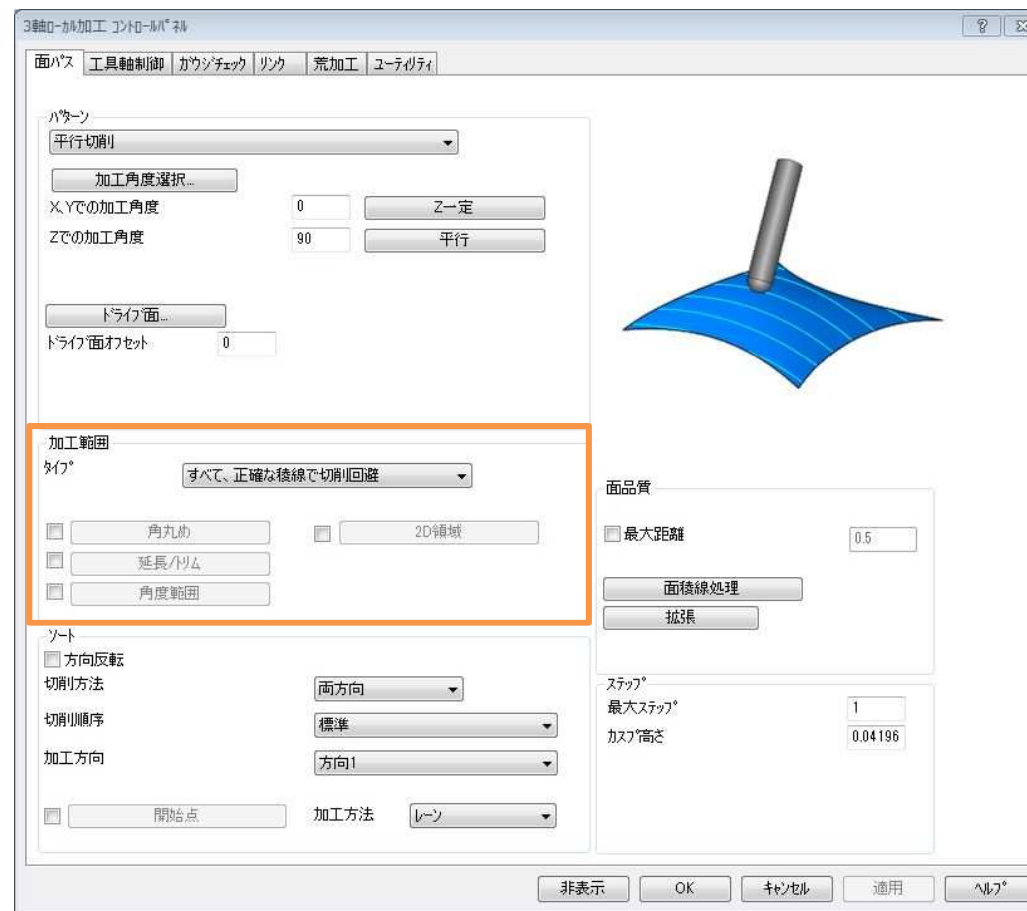 3軸ローカル加工 コントロールパネル
面パス 工具軸制御 ガウジチェック リンク 荒加工 ユーティリティ
パターン
平行切削
加工角度選択...
X,Yでの加工角度 0 Z一定
Zでの加工角度 90 平行
ドライブ面...
ドライブ面オフセット 0
加工範囲
タイプ すべて、正確な稜線で切削回避
角丸め 2D領域
延長/トリム
角度範囲
面品質
最大距離 0.5
面稜線処理
拡張
ソート
方向反転
切削方法 両方向
切削順序 標準
加工方向 方向1
開始点 加工方法 レーン
ステップ
最大ステップ 1
カスプ高さ 0.04196
非表示 OK キャンセル 適用 ヘルプ